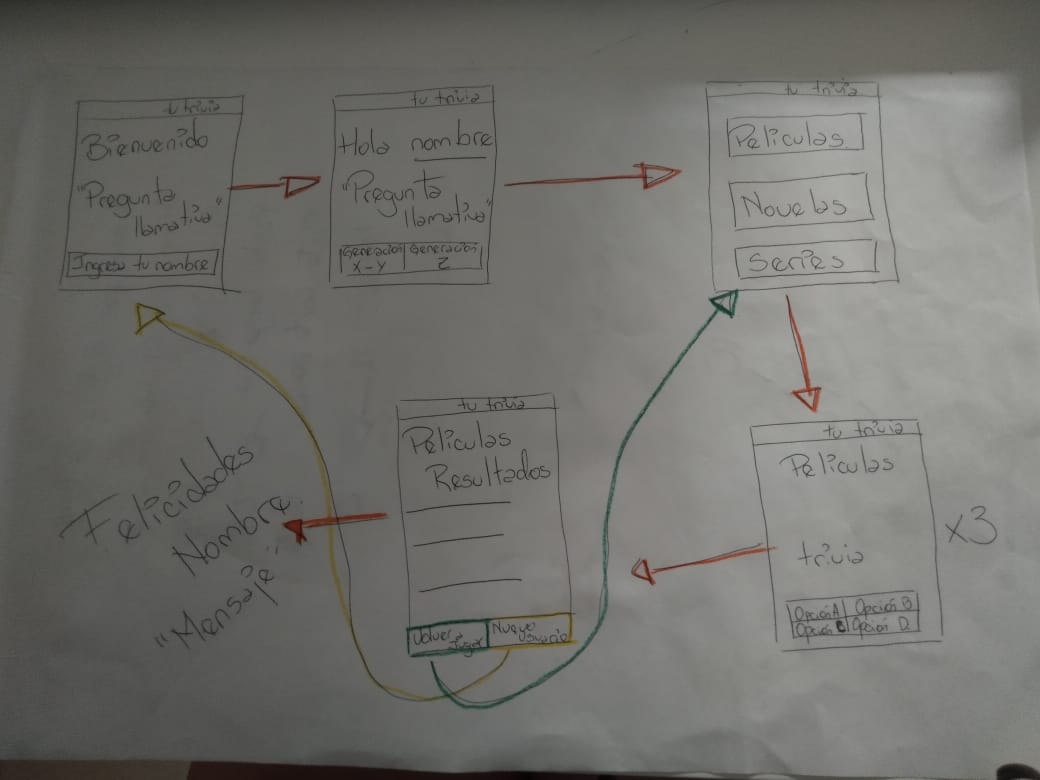 tu trivia
Bienvenido
"Pregunta
llamativa"
Ingresa tu nombre
tu trivia
Hola nombre
"Pregunta
llamativa"
Generación X-Y
Generación Z
tu trivia
Peliculas
Novelas
Series
tu trivia
Peliculas
trivia
Opción A Opción B
Opción C Opción D
x3
tu trivia
Peliculas
Resultados
Volver a Jugar
Nuevo usuario
Felicidades
Nombre.
"Mensaje"